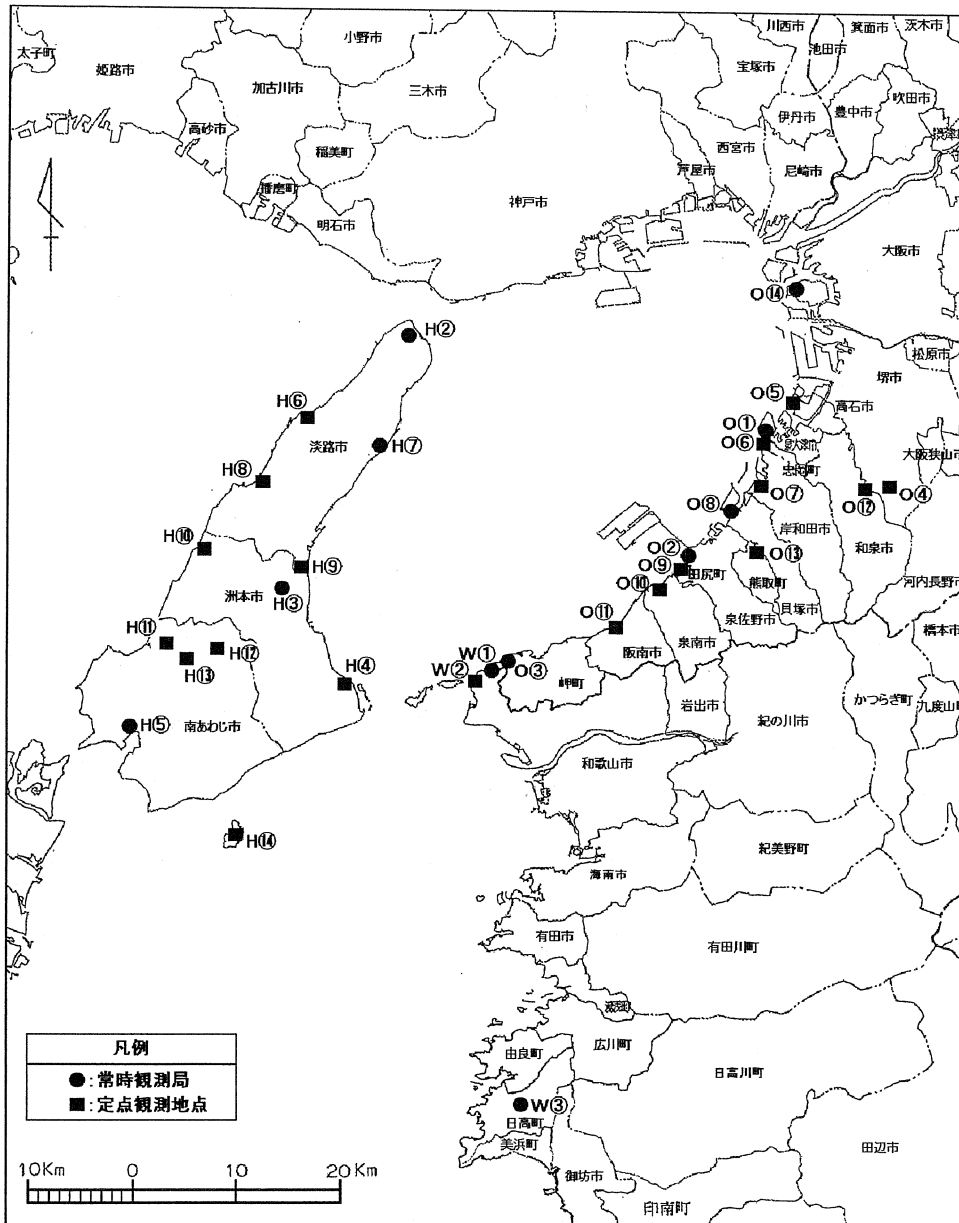 太子町
姫路市
小野市
加古川市
三木市
高砂市
稲美町
播磨町
明石市
神戸市
川西市
池田市
箕面市
茨木市
宝塚市
伊丹市
豊中市
吹田市
西宮市
芦屋市
尼崎市
大阪市
O⑭
松原市
堺市
高石市
大阪狭山市
H②
H⑥
淡路市
H⑦
H⑧
H⑩
H⑨
洲本市
H③
H⑪
H⑫
H⑬
H④
H⑤
南あわじ市
H⑭
O⑤
O①
O⑥
忠岡町
O⑦
O⑫
O④
O⑧
岸和田市
和泉市
O②
O⑨
田尻町
O⑬
熊取町
河内長野市
O⑩
泉佐野市
貝塚市
O⑪
阪南市
泉南市
橋本市
W①
W②
O③
岬町
岩出市
紀の川市
かつらぎ町
九度山町
和歌山市
紀美野町
海南市
有田市
有田川町
湯浅町
広川町
由良町
日高川町
W③
日高町
美浜町
田辺市
御坊市
印南町
凡例
●：常時観測局
■：定点観測地点
10Km 0 10 20Km